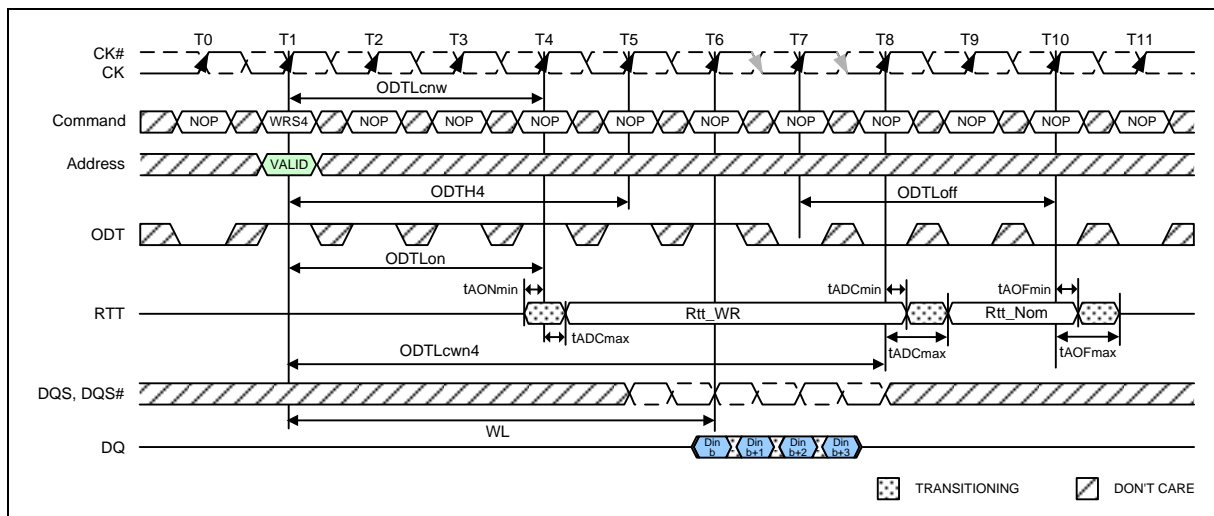 T0 T1 T2 T3 T4 T5 T6 T7 T8 T9 T10 T11
CK#
CK
ODTLcnw
Command NOP WRS4 NOP NOP NOP NOP NOP NOP NOP NOP NOP NOP
Address VALID
ODTH4 ODTLoff
ODT
ODTLon
tAONmin tADCmin tAOFmin
RTT Rtt_WR Rtt_Nom
tADCmax tADCmax tAOFmax
ODTLcwn4
DQS, DQS#
WL
DQ Din b Din b+1 Din b+2 Din b+3
TRANSITIONING DON'T CARE